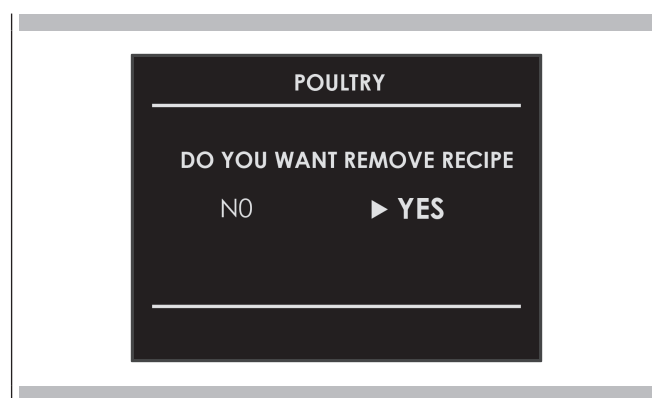 POULTRY
DO YOU WANT REMOVE RECIPE
N0 ▶ YES